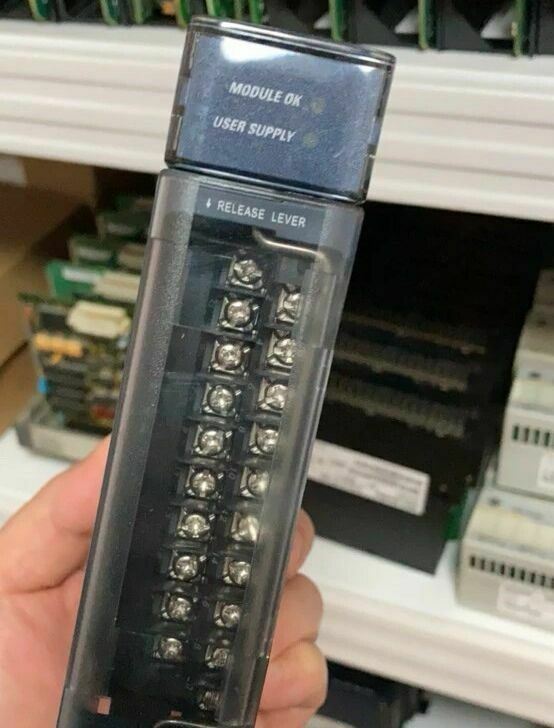 MODULE OK
USER SUPPLY
↓ RELEASE LEVER